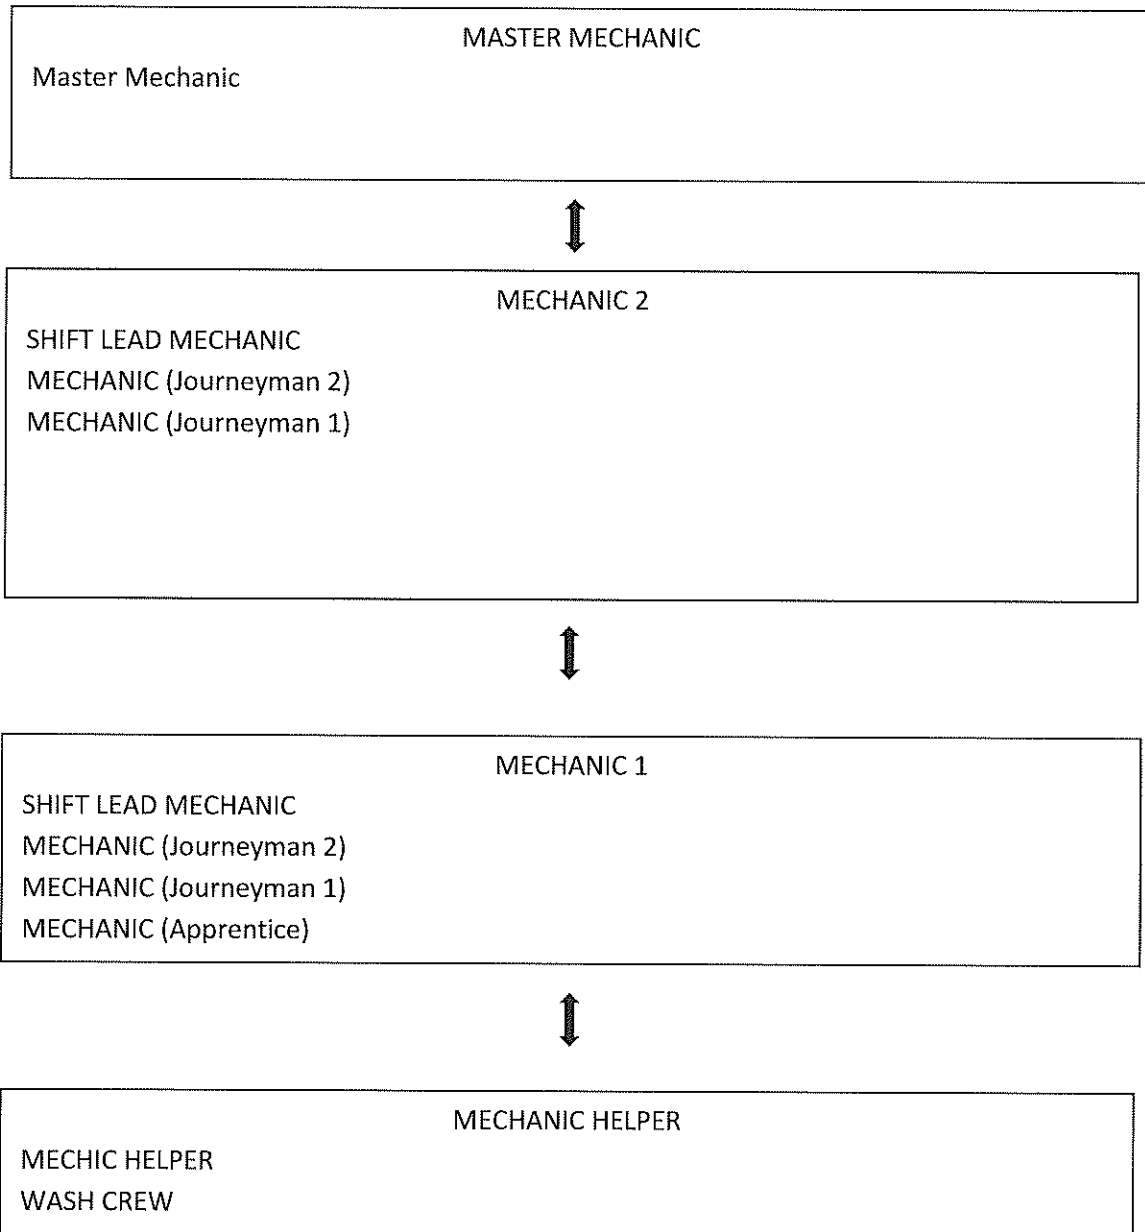 MASTER MECHANIC
Master Mechanic
MECHANIC 2
SHIFT LEAD MECHANIC
MECHANIC (Journeyman 2)
MECHANIC (Journeyman 1)
MECHANIC 1
SHIFT LEAD MECHANIC
MECHANIC (Journeyman 2)
MECHANIC (Journeyman 1)
MECHANIC (Apprentice)
MECHANIC HELPER
MECHIC HELPER
WASH CREW